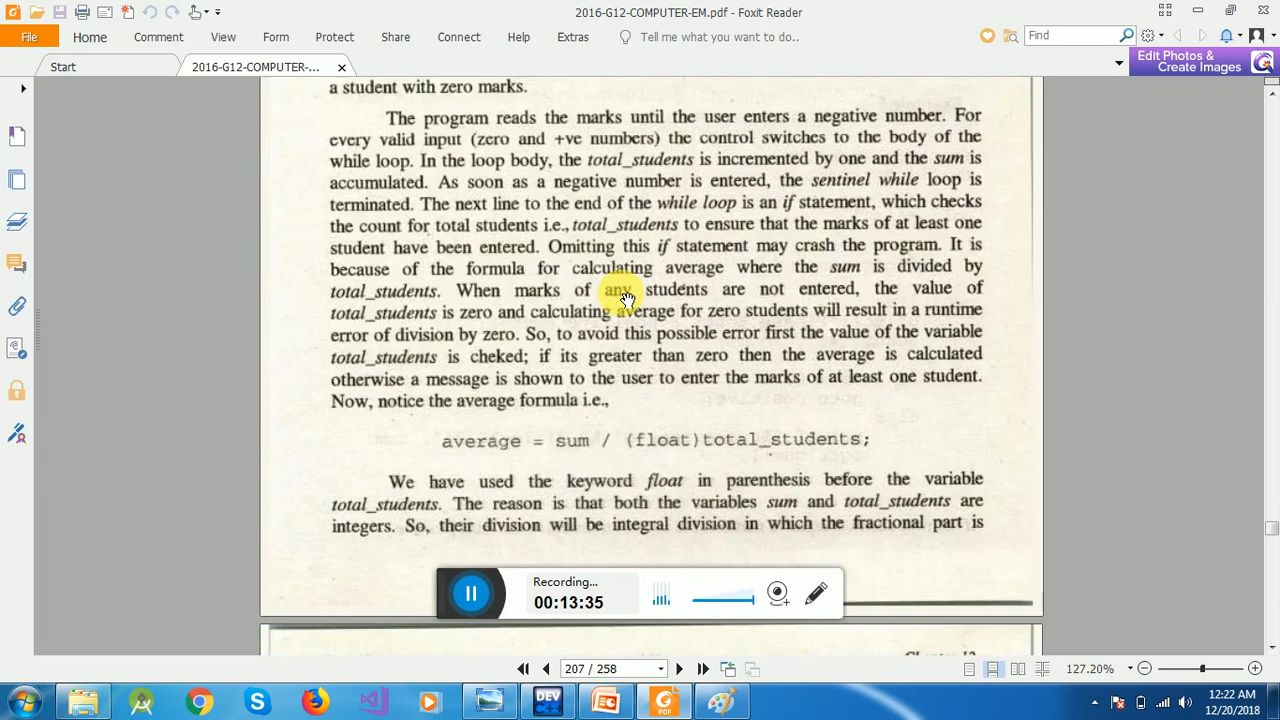 2016-G12-COMPUTER-EM.pdf - Foxit Reader
File Home Comment View Form Protect Share Connect Help Extras Tell me what you want to do.. Find
Start 2016-G12-COMPUTER-... Edit Photos &
Create Images
a student with zero marks.
The program reads the marks until the user enters a negative number. For
every valid input (zero and +ve numbers) the control switches to the body of the
while loop. In the loop body, the total_students is incremented by one and the sum is
accumulated. As soon as a negative number is entered, the sentinel while loop is
terminated. The next line to the end of the while loop is an if statement, which checks
the count for total students i.e., total_students to ensure that the marks of at least one
student have been entered. Omitting this if statement may crash the program. It is
because of the formula for calculating average where the sum is divided by
total_students. When marks of any students are not entered, the value of
total_students is zero and calculating average for zero students will result in a runtime
error of division by zero. So, to avoid this possible error first the value of the variable
total_students is cheked; if its greater than zero then the average is calculated
otherwise a message is shown to the user to enter the marks of at least one student.
Now, notice the average formula i.e.,
average = sum / (float)total_students;
We have used the keyword float in parenthesis before the variable
total_students. The reason is that both the variables sum and total_students are
integers. So, their division will be integral division in which the fractional part is
Recording...
00:13:35
207 / 258 127.20%
DEV
C++
PDF
12:22 AM
12/20/2018